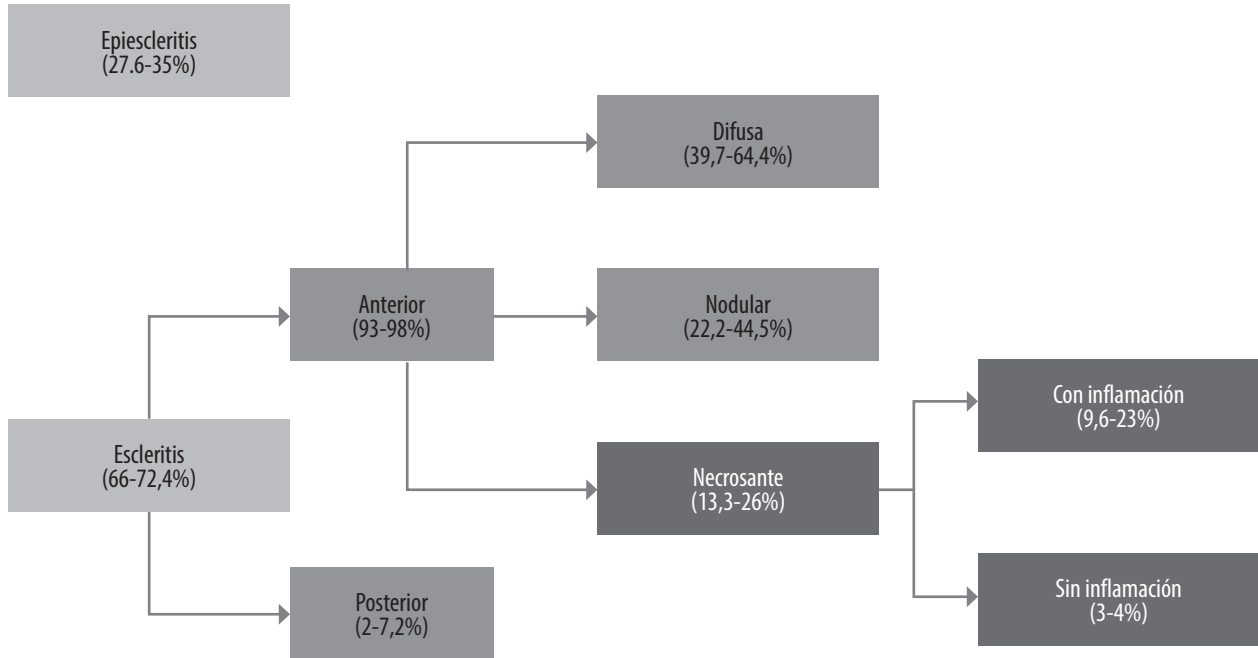 Epiescleritis
(27.6-35%)
Difusa
(39,7-64,4%)
Anterior
(93-98%)
Nodular
(22,2-44,5%)
Con inflamación
(9,6-23%)
Escleritis
(66-72,4%)
Necrosante
(13,3-26%)
Sin inflamación
(3-4%)
Posterior
(2-7,2%)